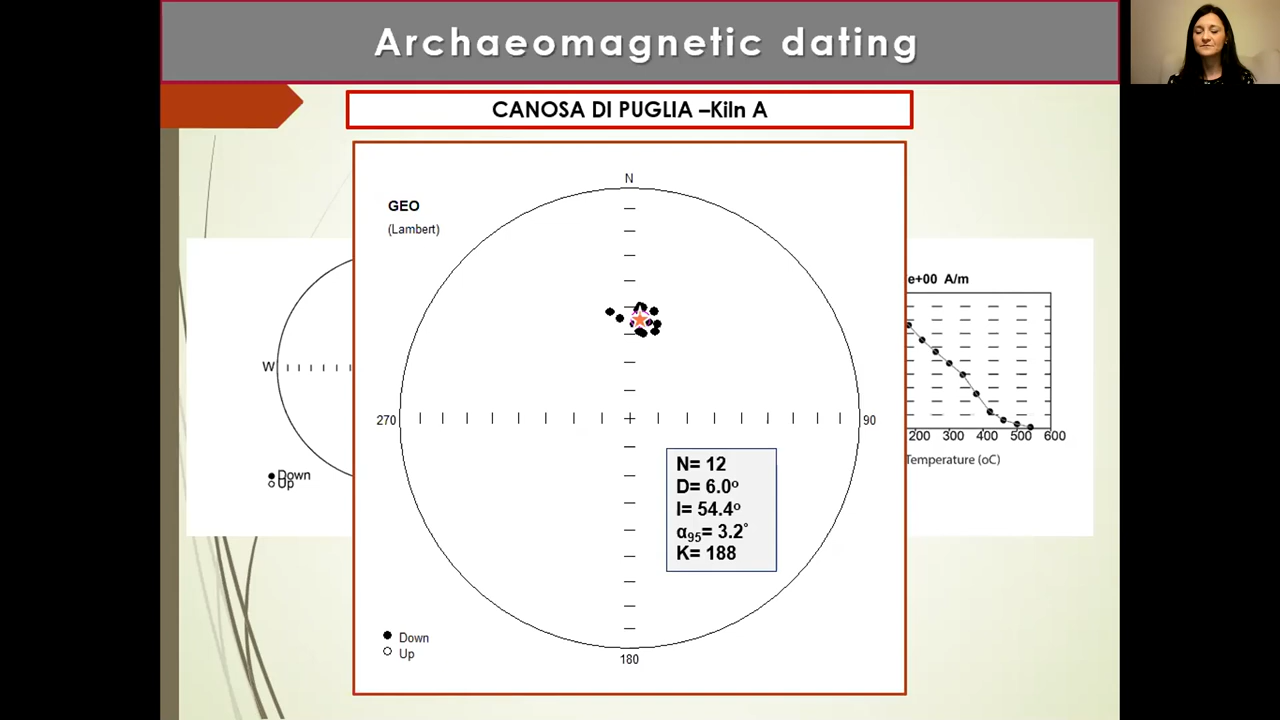 Archaeomagnetic dating
CANOSA DI PUGLIA –Kiln A
N
GEO
(Lambert)
e+00 A/m
W
270
90
200 300 400 500 600
Temperature (oC)
N= 12
D= 6.0º
I= 54.4º
α95= 3.2°
K= 188
Down
Up
Down
Up
180